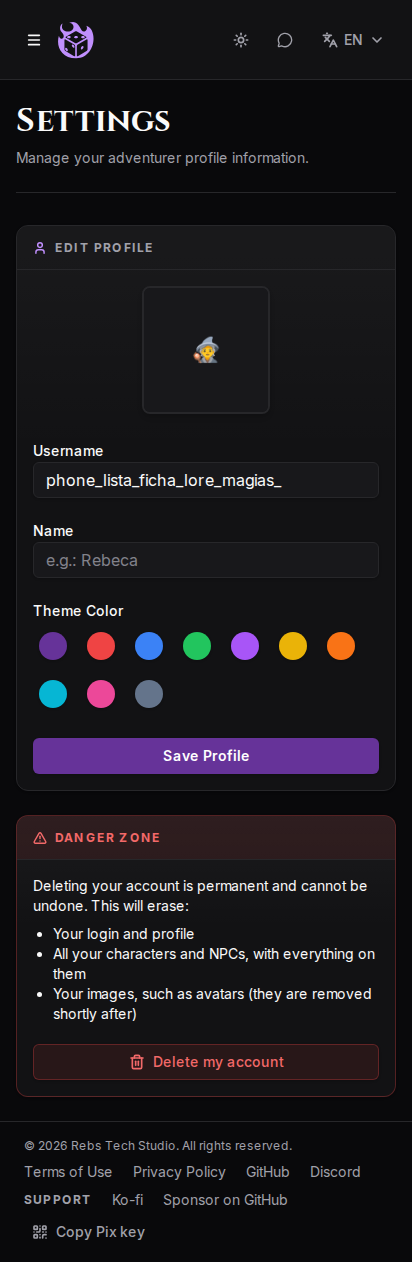 EN
Settings
Manage your adventurer profile information.
EDIT PROFILE
Username
phone_lista_ficha_lore_magias_
Name
e.g.: Rebeca
Theme Color
Save Profile
DANGER ZONE
Deleting your account is permanent and cannot be
undone. This will erase:
• Your login and profile
• All your characters and NPCs, with everything on
them
• Your images, such as avatars (they are removed
shortly after)
Delete my account
© 2026 Rebs Tech Studio. All rights reserved.
Terms of Use Privacy Policy GitHub Discord
SUPPORT Ko-fi Sponsor on GitHub
Copy Pix key